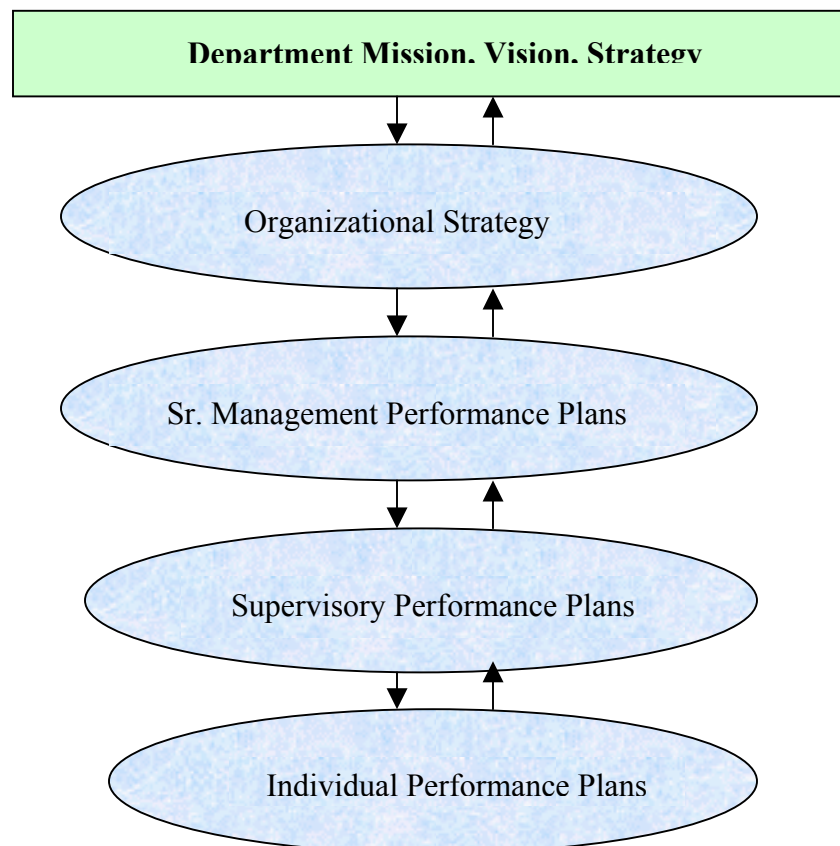 Department Mission, Vision, Strategy
Organizational Strategy
Sr. Management Performance Plans
Supervisory Performance Plans
Individual Performance Plans